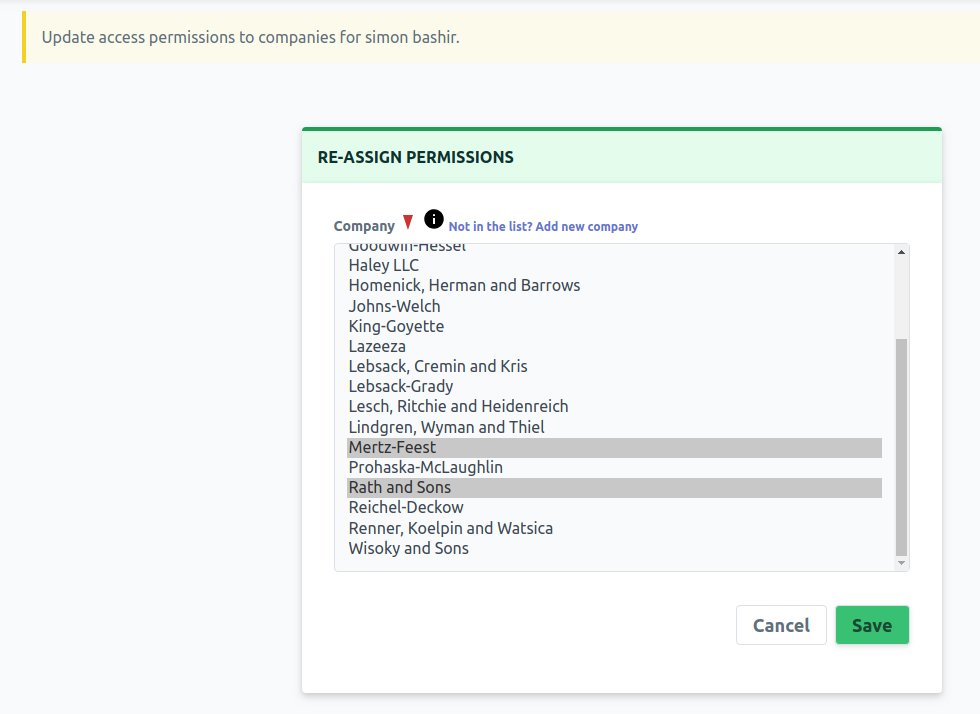 Update access permissions to companies for simon bashir.
RE-ASSIGN PERMISSIONS
Company Not in the list? Add new company
Goodwin-Hessel
Haley LLC
Homenick, Herman and Barrows
Johns-Welch
King-Goyette
Lazeeza
Lebsack, Cremin and Kris
Lebsack-Grady
Lesch, Ritchie and Heidenreich
Lindgren, Wyman and Thiel
Mertz-Feest
Prohaska-McLaughlin
Rath and Sons
Reichel-Deckow
Renner, Koelpin and Watsica
Wisoky and Sons
Cancel Save